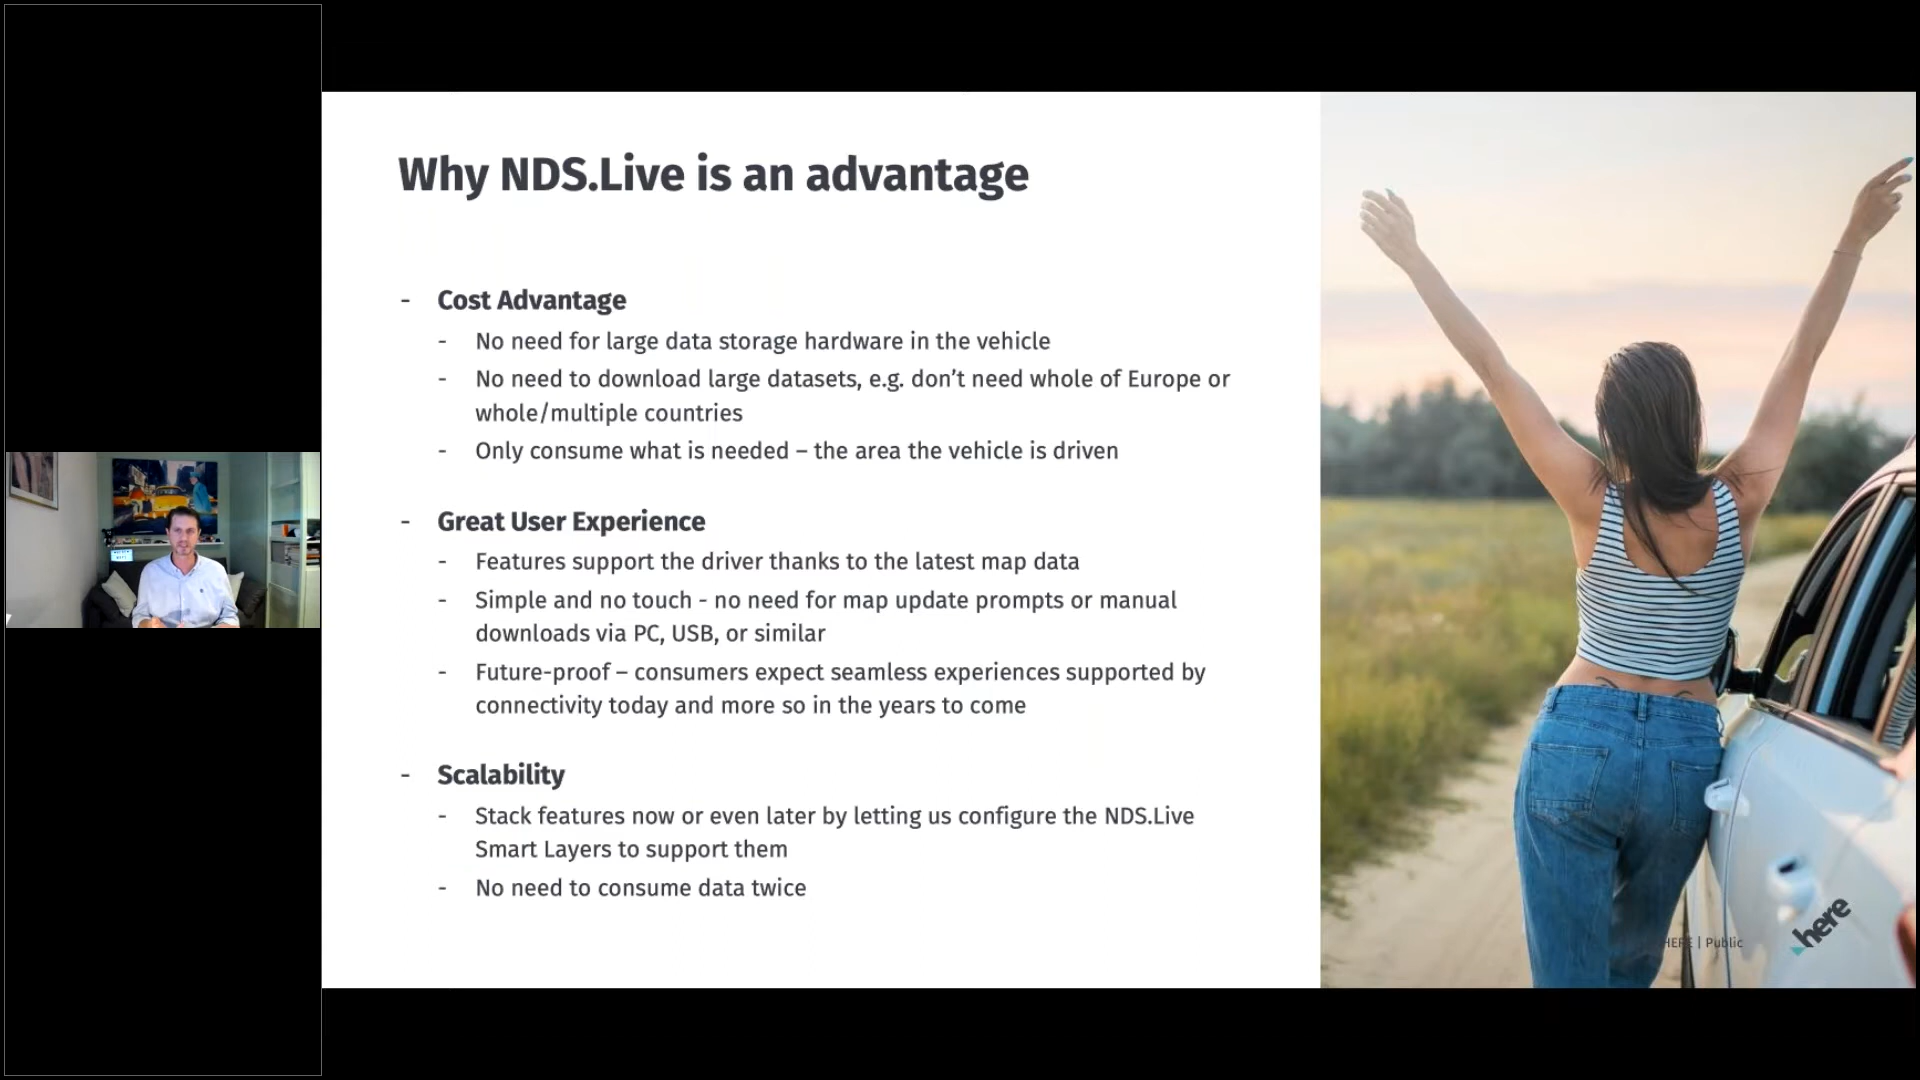 Why NDS.Live is an advantage
- Cost Advantage
- No need for large data storage hardware in the vehicle
- No need to download large datasets, e.g. don’t need whole of Europe or
whole/multiple countries
- Only consume what is needed – the area the vehicle is driven
- Great User Experience
- Features support the driver thanks to the latest map data
- Simple and no touch - no need for map update prompts or manual
downloads via PC, USB, or similar
- Future-proof – consumers expect seamless experiences supported by
connectivity today and more so in the years to come
- Scalability
- Stack features now or even later by letting us configure the NDS.Live
Smart Layers to support them
- No need to consume data twice
HERE | Public
here